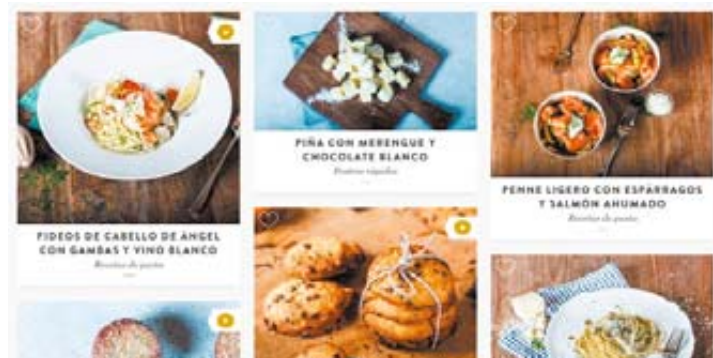 FIDEOS DE CABELLO DE ÁNGEL
CON GAMBAS Y VINO BLANCO
Recetas de pasta
PIÑA CON MERENGUE Y
CHOCOLATE BLANCO
Postres rápidos
PENNE LIGERO CON ESPÁRRAGOS
Y SALMÓN AHUMADO
Recetas de pasta